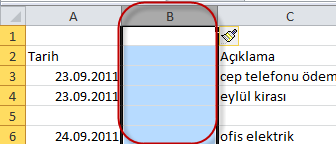 A B C
1
2 Tarih Açıklama
3 23.09.2011 cep telefonu ödem
4 23.09.2011 eylül kirası
5
6 24.09.2011 ofis elektrik